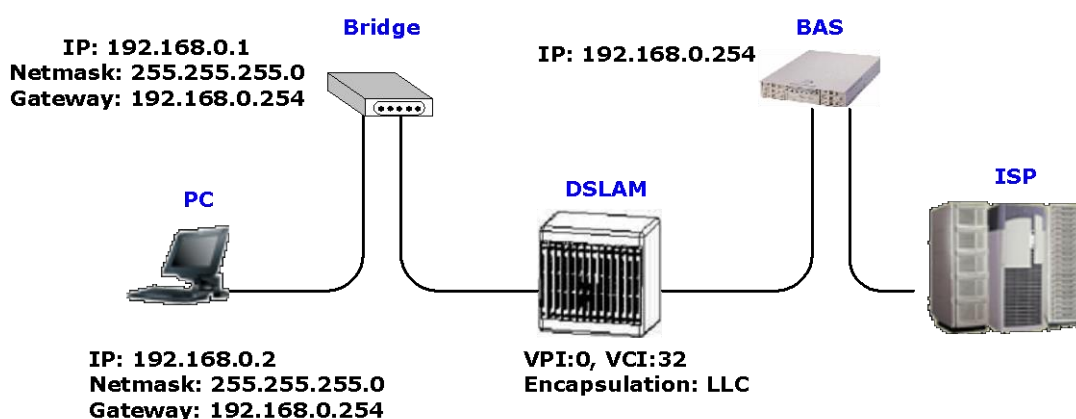 Bridge
IP: 192.168.0.1
Netmask: 255.255.255.0
Gateway: 192.168.0.254
BAS
IP: 192.168.0.254
PC
DSLAM
ISP
IP: 192.168.0.2
Netmask: 255.255.255.0
Gateway: 192.168.0.254
VPI:0, VCI:32
Encapsulation: LLC